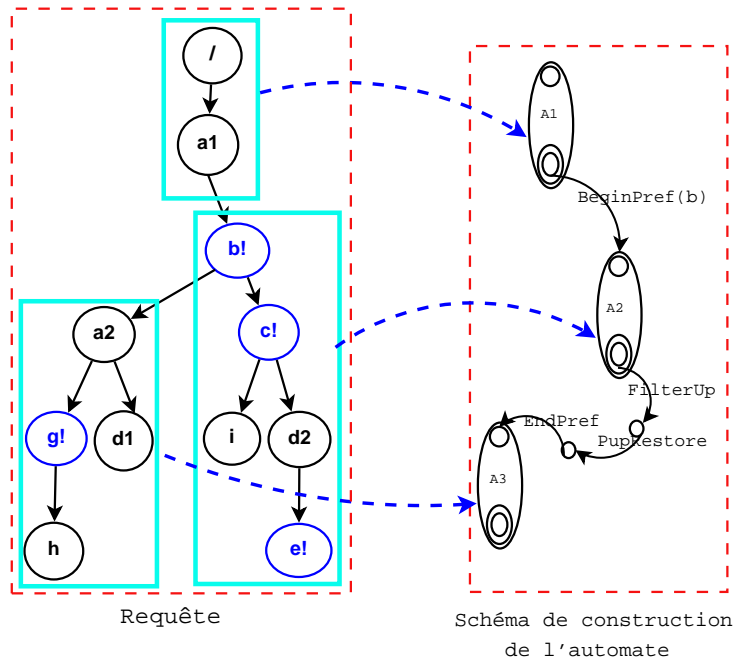 /
a1
b!
a2
c!
g!
d1
i
d2
h
e!
Requête
A1
BeginPref(b)
A2
FilterUp
EndPref
PupRestore
A3
Schéma de construction
de l'automate